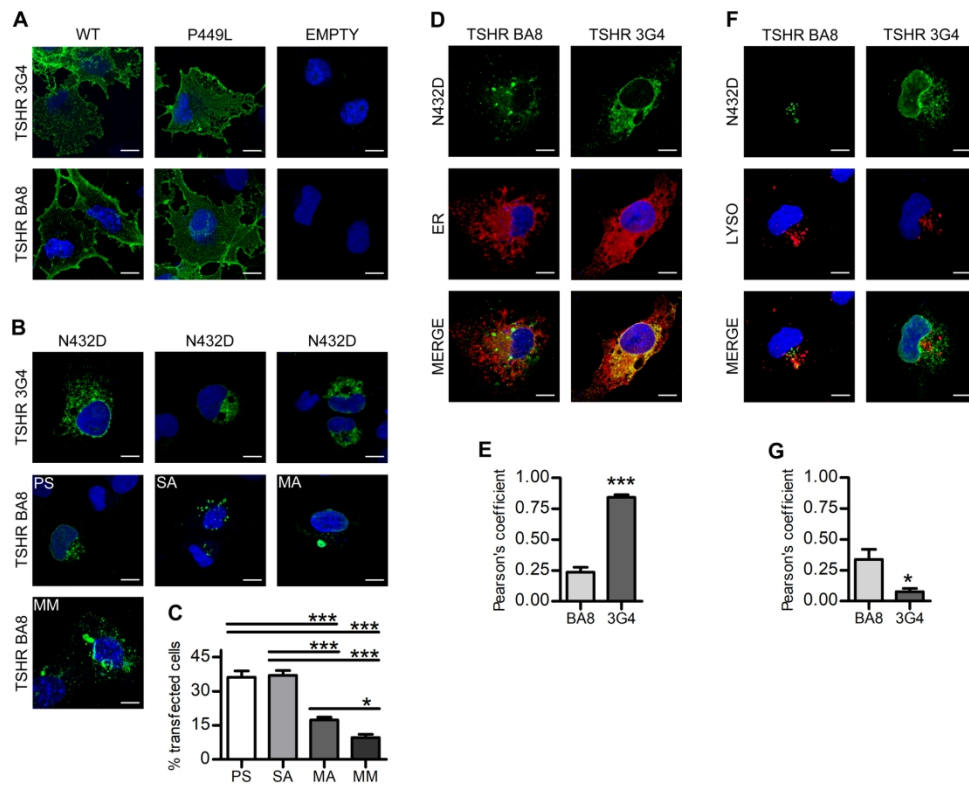 A
WT P449L EMPTY
TSHR 3G4
TSHR BA8
B
N432D N432D N432D
TSHR 3G4
TSHR BA8
PS SA MA
TSHR BA8
MM
C
*** ***
*** ***
*
% transfected cells
45
30
15
0
PS SA MA MM
D
TSHR BA8 TSHR 3G4
N432D
ER
MERGE
E
Pearson's coefficient
1.00
0.75
0.50
0.25
0.00
***
BA8 3G4
F
TSHR BA8 TSHR 3G4
N432D
LYSO
MERGE
G
Pearson's coefficient
1.00
0.75
0.50
0.25
0.00
*
BA8 3G4